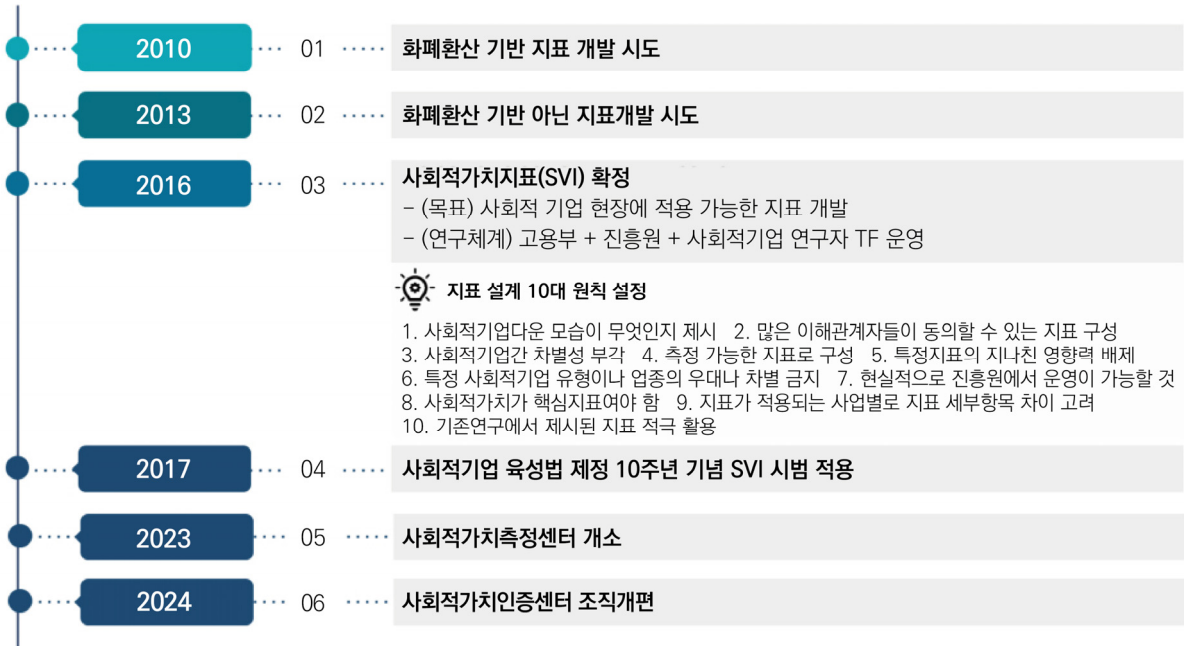 2010 01 화폐환산 기반 지표 개발 시도
2013 02 화폐환산 기반 아닌 지표개발 시도
2016 03 사회적가치지표(SVI) 확정
- (목표) 사회적 기업 현장에 적용 가능한 지표 개발
- (연구체계) 고용부 + 진흥원 + 사회적기업 연구자 TF 운영
지표 설계 10대 원칙 설정
1. 사회적기업다운 모습이 무엇인지 제시 2. 많은 이해관계자들이 동의할 수 있는 지표 구성
3. 사회적기업간 차별성 부각 4. 측정 가능한 지표로 구성 5. 특정지표의 지나친 영향력 배제
6. 특정 사회적기업 유형이나 업종의 우대나 차별 금지 7. 현실적으로 진흥원에서 운영이 가능할 것
8. 사회적가치가 핵심지표여야 함 9. 지표가 적용되는 사업별로 지표 세부항목 차이 고려
10. 기존연구에서 제시된 지표 적극 활용
2017 04 사회적기업 육성법 제정 10주년 기념 SVI 시범 적용
2023 05 사회적가치측정센터 개소
2024 06 사회적가치인증센터 조직개편